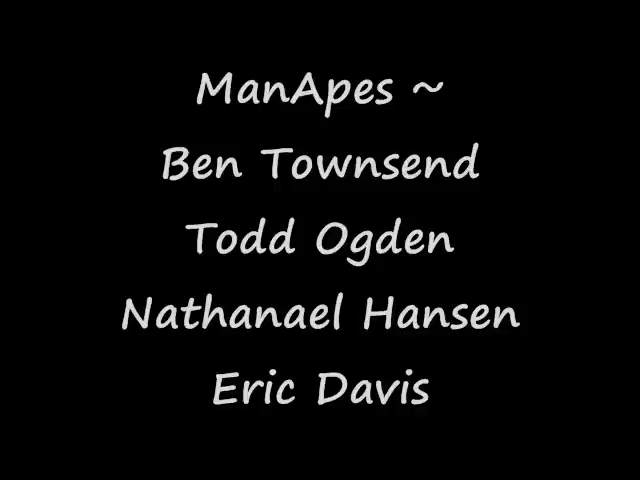 ManApes ~
Ben Townsend
Todd Ogden
Nathanael Hansen
Eric Davis